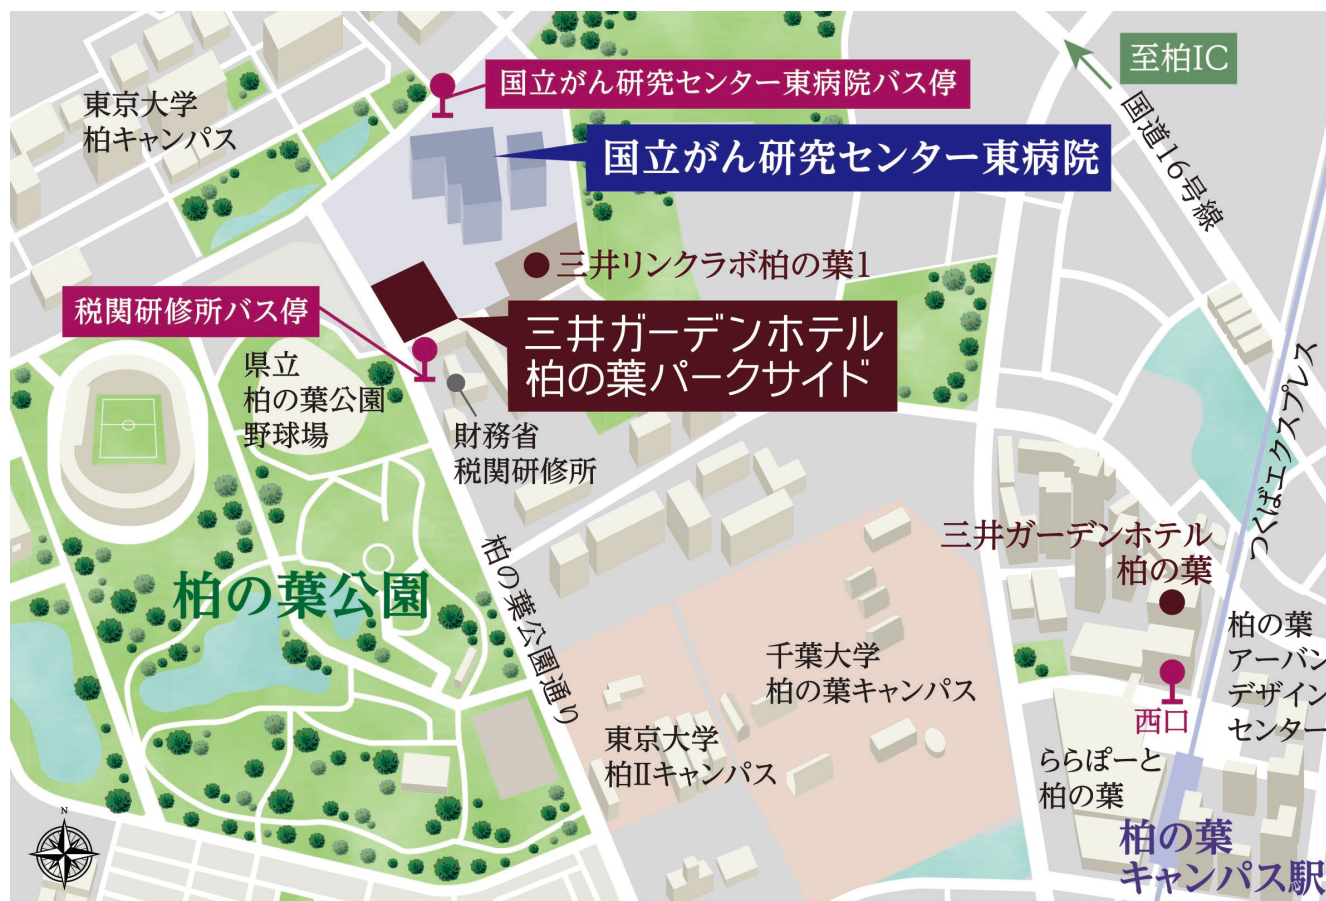 至柏IC
国立がん研究センター東病院バス停
東京大学
柏キャンパス
国道16号線
国立がん研究センター東病院
三井リンクラボ柏の葉1
税関研修所バス停
三井ガーデンホテル
柏の葉パークサイド
県立
柏の葉公園
野球場
財務省
税関研修所
つくばエクスプレス
三井ガーデンホテル
柏の葉
柏の葉公園
柏の葉公園通り
柏の葉
アーバン
デザイン
センター
千葉大学
柏の葉キャンパス
西口
東京大学
柏IIキャンパス
ららぽーと
柏の葉
N
柏の葉
キャンパス駅